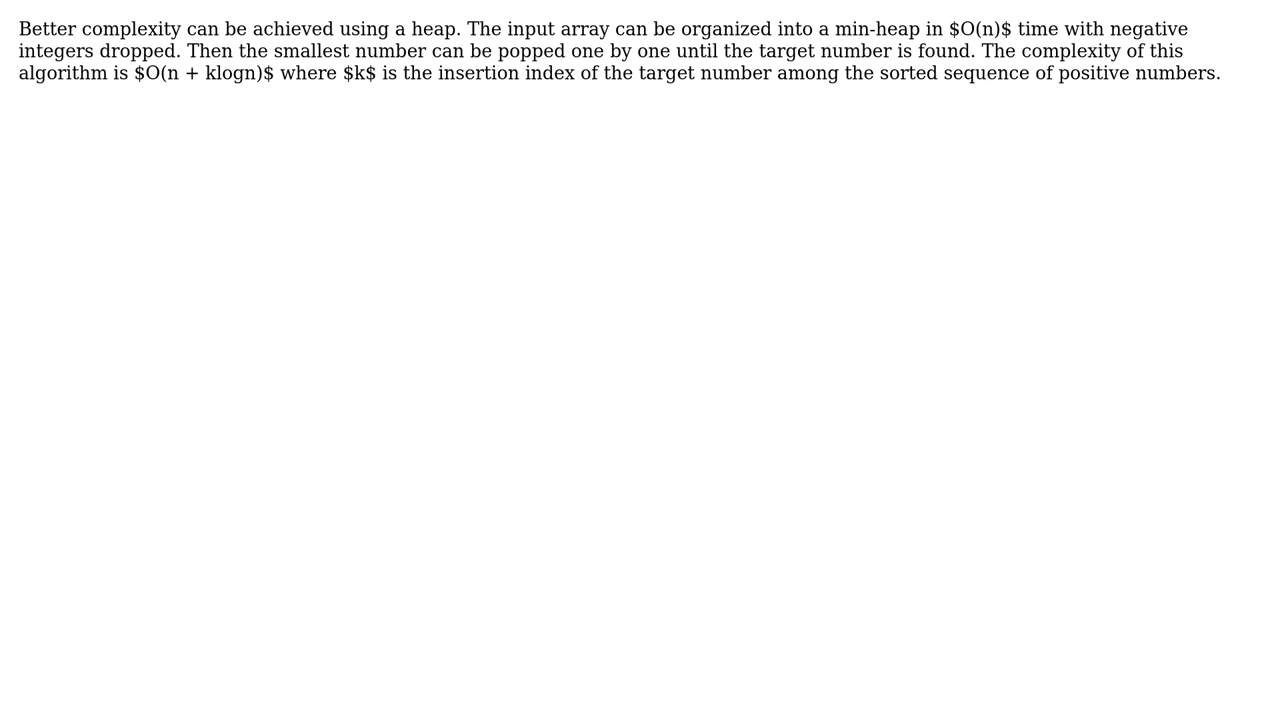 Better complexity can be achieved using a heap. The input array can be organized into a min-heap in $O(n)$ time with negative
integers dropped. Then the smallest number can be popped one by one until the target number is found. The complexity of this
algorithm is $O(n + klogn)$ where $k$ is the insertion index of the target number among the sorted sequence of positive numbers.